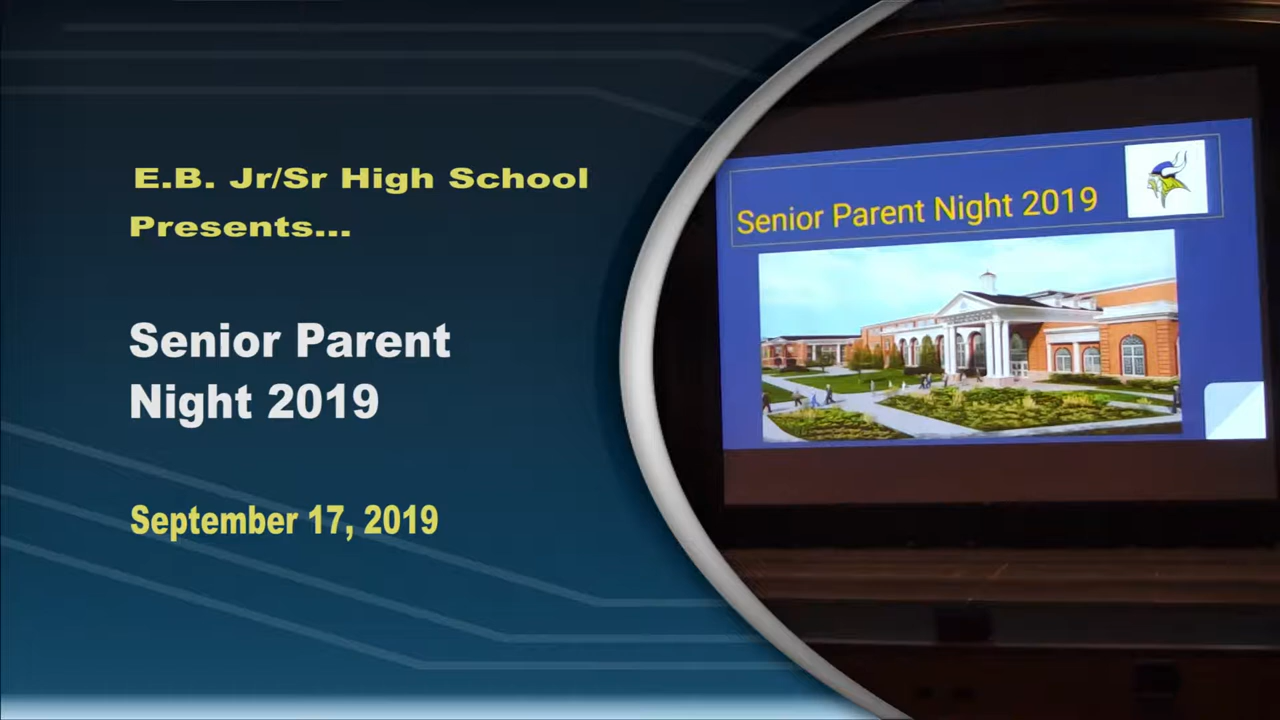 E.B. Jr/Sr High School
Presents...
Senior Parent
Night 2019
September 17, 2019
Senior Parent Night 2019